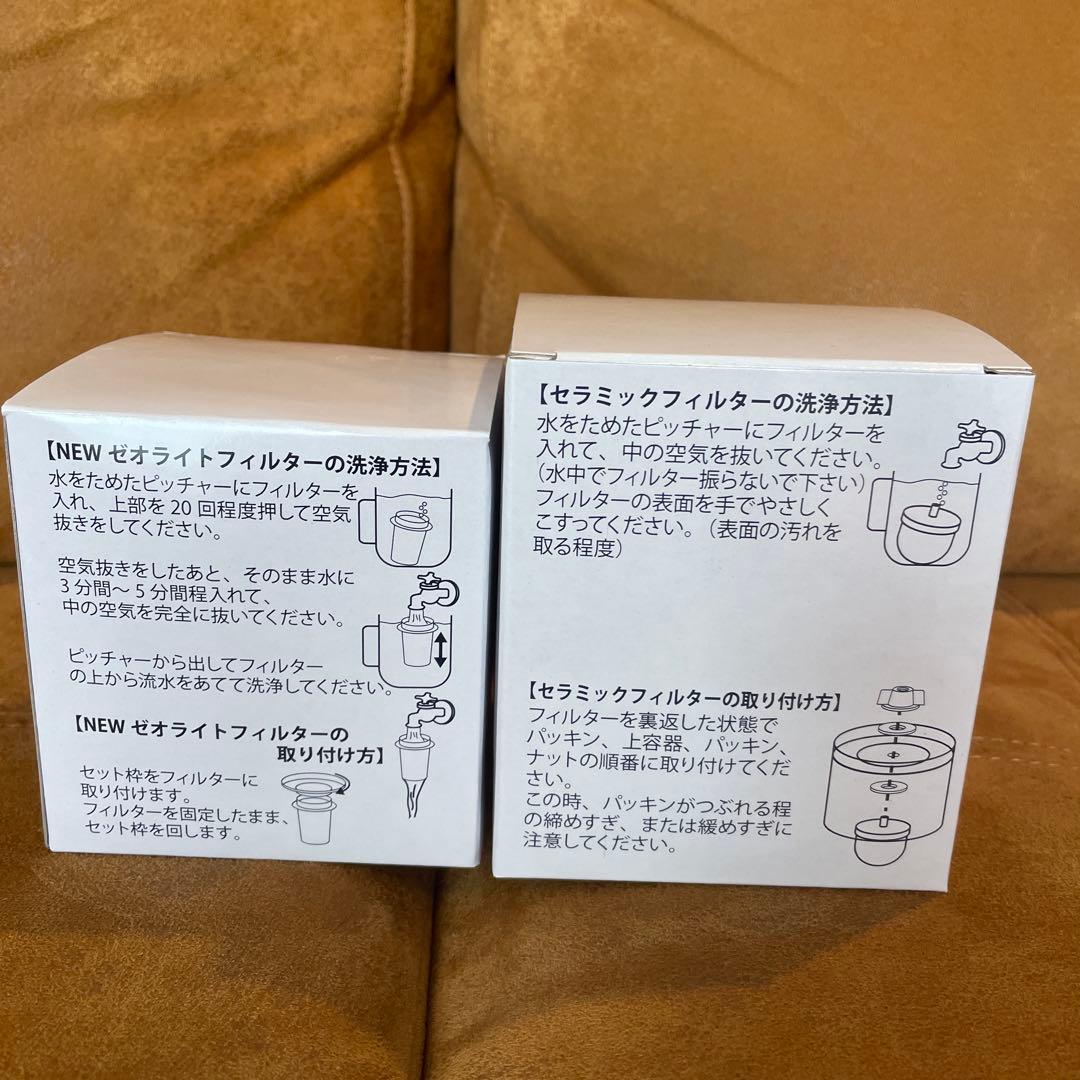 【NEW ゼオライトフィルターの洗浄方法】
水をためたピッチャーにフィルターを
入れ、上部を 20 回程度押して空気
抜きをしてください。
空気抜きをしたあと、そのまま水に
3 分間〜 5 分間程入れて、
中の空気を完全に抜いてください。
ピッチャーから出してフィルター
の上から流水をあてて洗浄してください。
【NEW ゼオライトフィルターの
取り付け方】
セット枠をフィルターに
取り付けます。
フィルターを固定したまま、
セット枠を回します。
【セラミックフィルターの洗浄方法】
水をためたピッチャーにフィルターを
入れて、中の空気を抜いてください。
（水中でフィルター振らないで下さい）
フィルターの表面を手でやさしく
こすってください。（表面の汚れを
取る程度）
【セラミックフィルターの取り付け方】
フィルターを裏返した状態で
パッキン、上容器、パッキン、
ナットの順番に取り付けてくだ
さい。
この時、パッキンがつぶれる程
の締めすぎ、または緩めすぎに
注意してください。